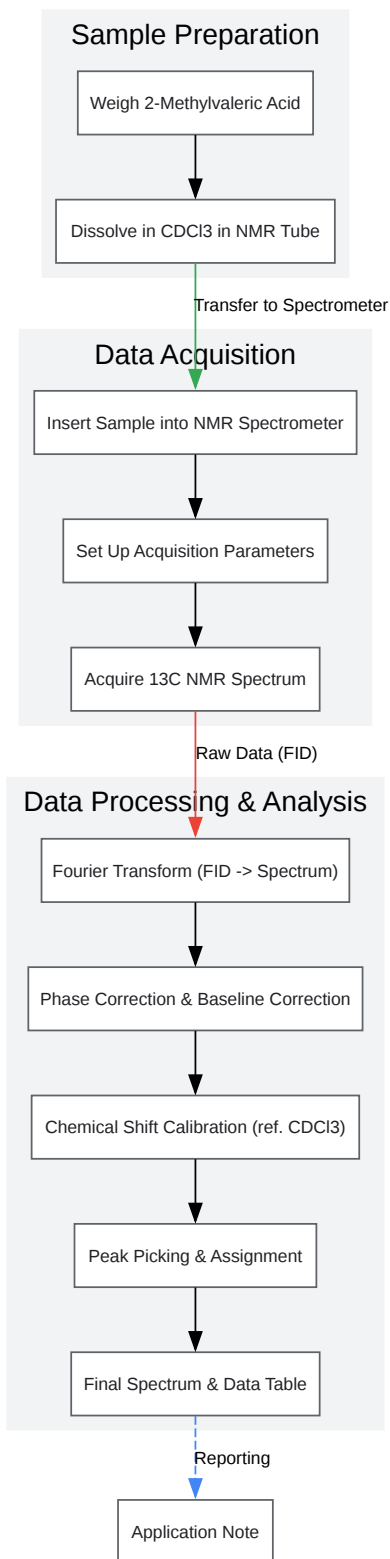 Sample Preparation
Weigh 2-Methylvaleric Acid
Dissolve in CDCl3 in NMR Tube
Transfer to Spectrometer
Data Acquisition
Insert Sample into NMR Spectrometer
Set Up Acquisition Parameters
Acquire 13C NMR Spectrum
Raw Data (FID)
Data Processing & Analysis
Fourier Transform (FID -> Spectrum)
Phase Correction & Baseline Correction
Chemical Shift Calibration (ref. CDCl3)
Peak Picking & Assignment
Final Spectrum & Data Table
Reporting
Application Note